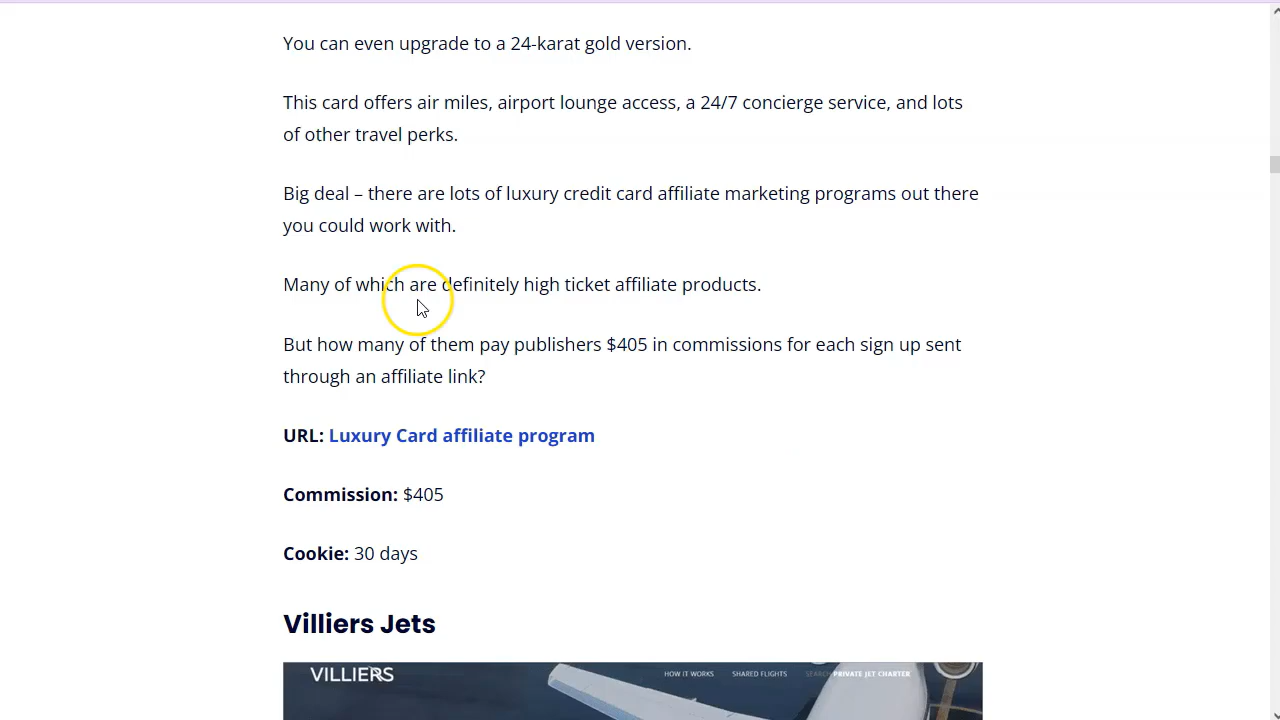 You can even upgrade to a 24-karat gold version.
This card offers air miles, airport lounge access, a 24/7 concierge service, and lots
of other travel perks.
Big deal – there are lots of luxury credit card affiliate marketing programs out there
you could work with.
Many of which are definitely high ticket affiliate products.
But how many of them pay publishers $405 in commissions for each sign up sent
through an affiliate link?
URL: Luxury Card affiliate program
Commission: $405
Cookie: 30 days
Villiers Jets
VILLIERS HOW IT WORKS SHARED FLIGHTS SEARCH PRIVATE JET CHARTER